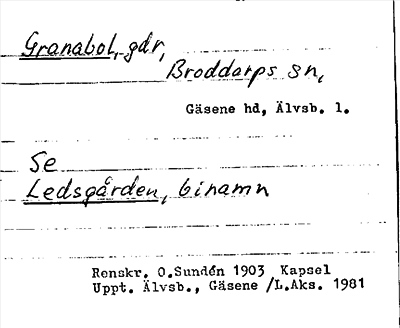 Granabol, gdr,
Broddarps sn,
Gäsene hd, Älvsb. l.
Se
Ledsgården, binamn
Renskr. O.Sundén 1903 Kapsel
Uppt. Älvsb., Gäsene /L.Aks. 1981